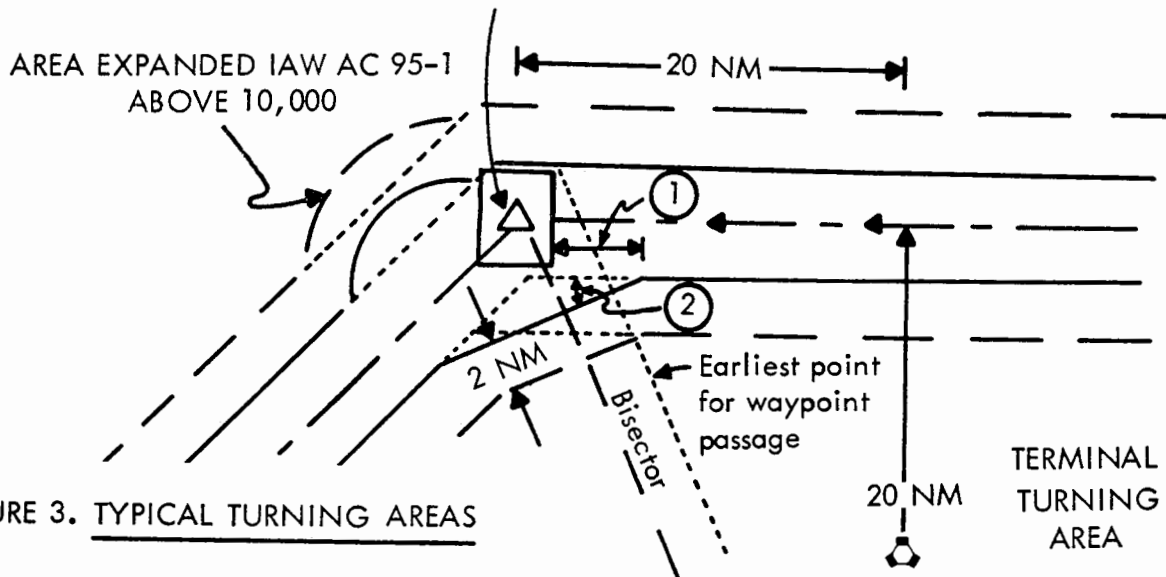 AREA EXPANDED IAW AC 95-1
ABOVE 10,000
20 NM
1
2
2 NM
Bisector
Earliest point
for waypoint
passage
20 NM
TERMINAL
TURNING
AREA
URE 3. TYPICAL TURNING AREAS